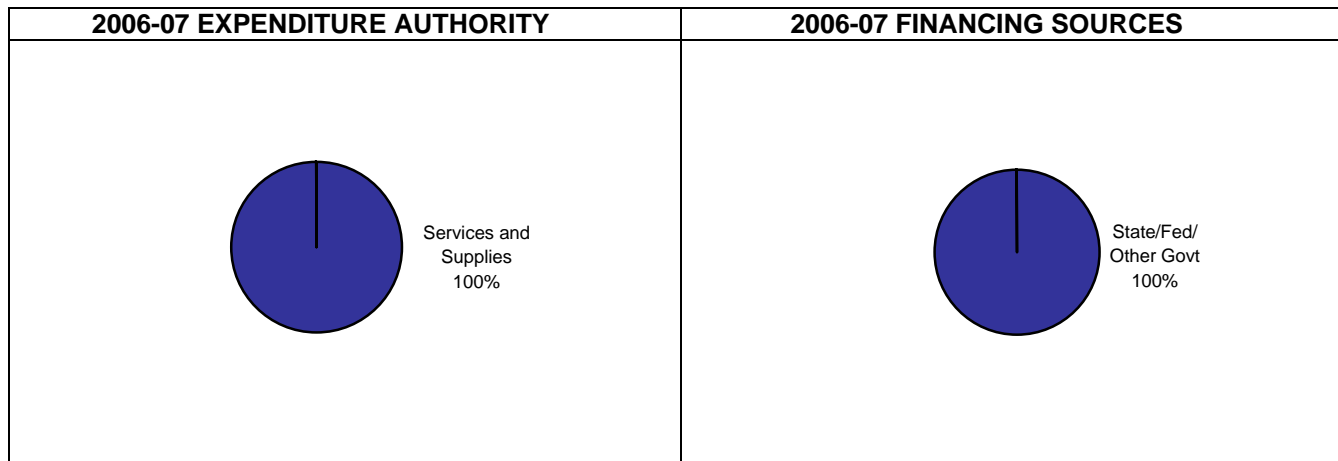 2006-07 EXPENDITURE AUTHORITY
2006-07 FINANCING SOURCES
Services and
Supplies
100%
State/Fed/
Other Govt
100%